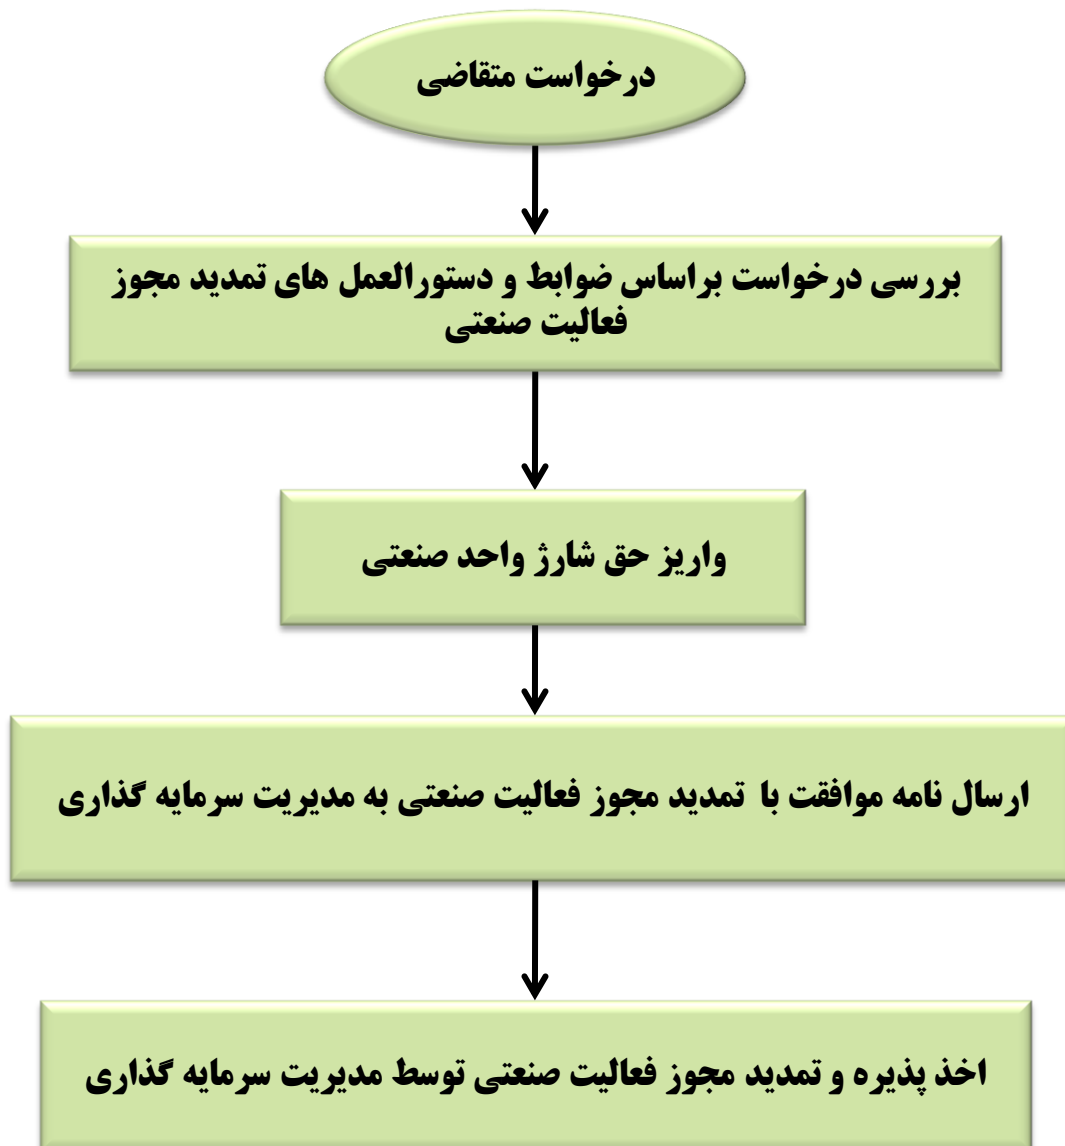 درخواست متقاضی
بررسی درخواست براساس ضوابط و دستورالعمل های تمدید مجوز
فعالیت صنعتی
واریز حق شارژ واحد صنعتی
ارسال نامه موافقت با تمدید مجوز فعالیت صنعتی به مدیریت سرمایه گذاری
اخذ پذیره و تمدید مجوز فعالیت صنعتی توسط مدیریت سرمایه گذاری